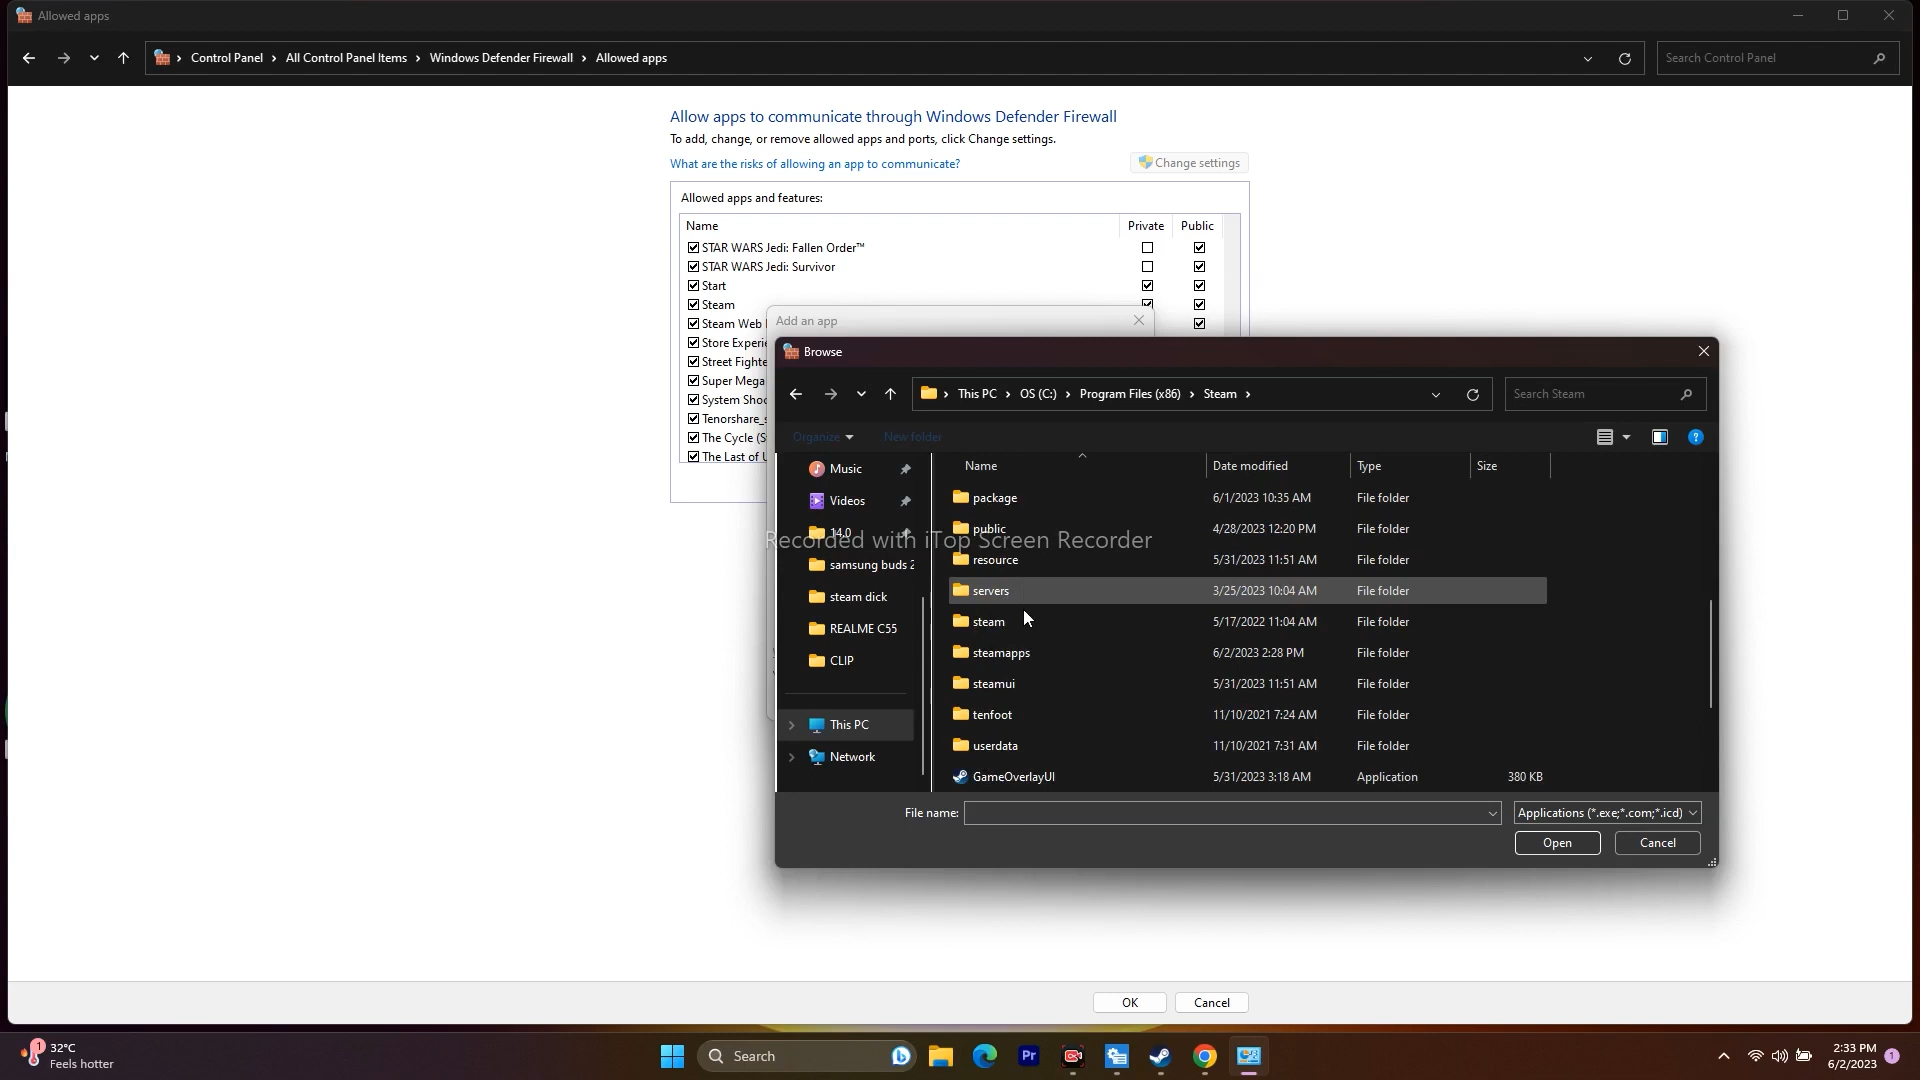 Allowed apps
Control Panel > All Control Panel Items > Windows Defender Firewall > Allowed apps
Search Control Panel
Allow apps to communicate through Windows Defender Firewall
To add, change, or remove allowed apps and ports, click Change settings.
What are the risks of allowing an app to communicate?
Change settings
Allowed apps and features:
Name Private Public
STAR WARS Jedi: Fallen Order™
STAR WARS Jedi: Survivor
Start
Steam
Steam Web
Store Experie
Street Fighte
Super Mega
System Shoc
Tenorshare_s
The Cycle (S
The Last of U
Add an app
Browse
This PC > OS (C:) > Program Files (x86) > Steam >
Search Steam
Organize New folder
Music
Videos
14.0
samsung buds 2
steam dick
REALME C55
CLIP
This PC
Network
Name Date modified Type Size
package 6/1/2023 10:35 AM File folder
public 4/28/2023 12:20 PM File folder
resource 5/31/2023 11:51 AM File folder
servers 3/25/2023 10:04 AM File folder
steam 5/17/2022 11:04 AM File folder
steamapps 6/2/2023 2:28 PM File folder
steamui 5/31/2023 11:51 AM File folder
tenfoot 11/10/2021 7:24 AM File folder
userdata 11/10/2021 7:31 AM File folder
GameOverlayUI 5/31/2023 3:18 AM Application 380 KB
Recorded with iTop Screen Recorder
File name:
Applications (*.exe;*.com;*.icd)
Open Cancel
OK Cancel
1
32°C
Feels hotter
Search
Pr
2:33 PM
6/2/2023
1